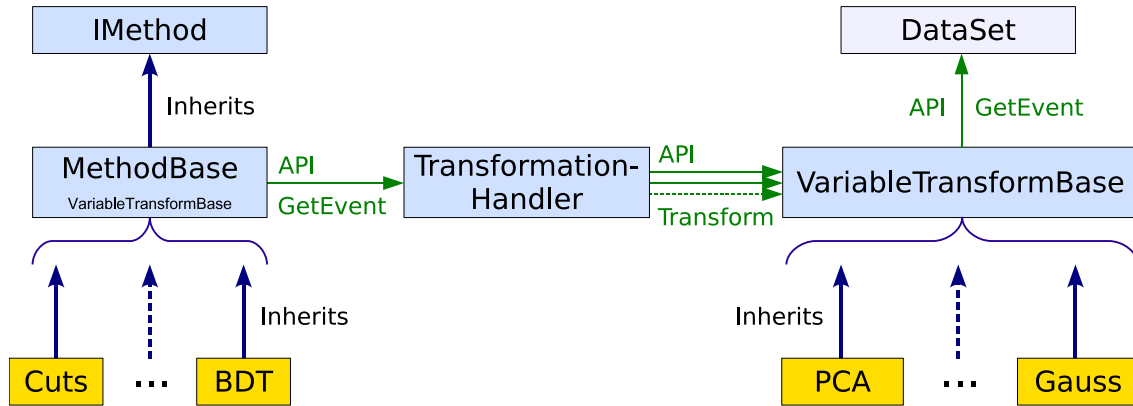 IMethod
DataSet
Inherits
API
GetEvent
MethodBase
VariableTransformBase
API
GetEvent
Transformation-
Handler
API
Transform
VariableTransformBase
Inherits
Inherits
Cuts
...
BDT
PCA
...
Gauss